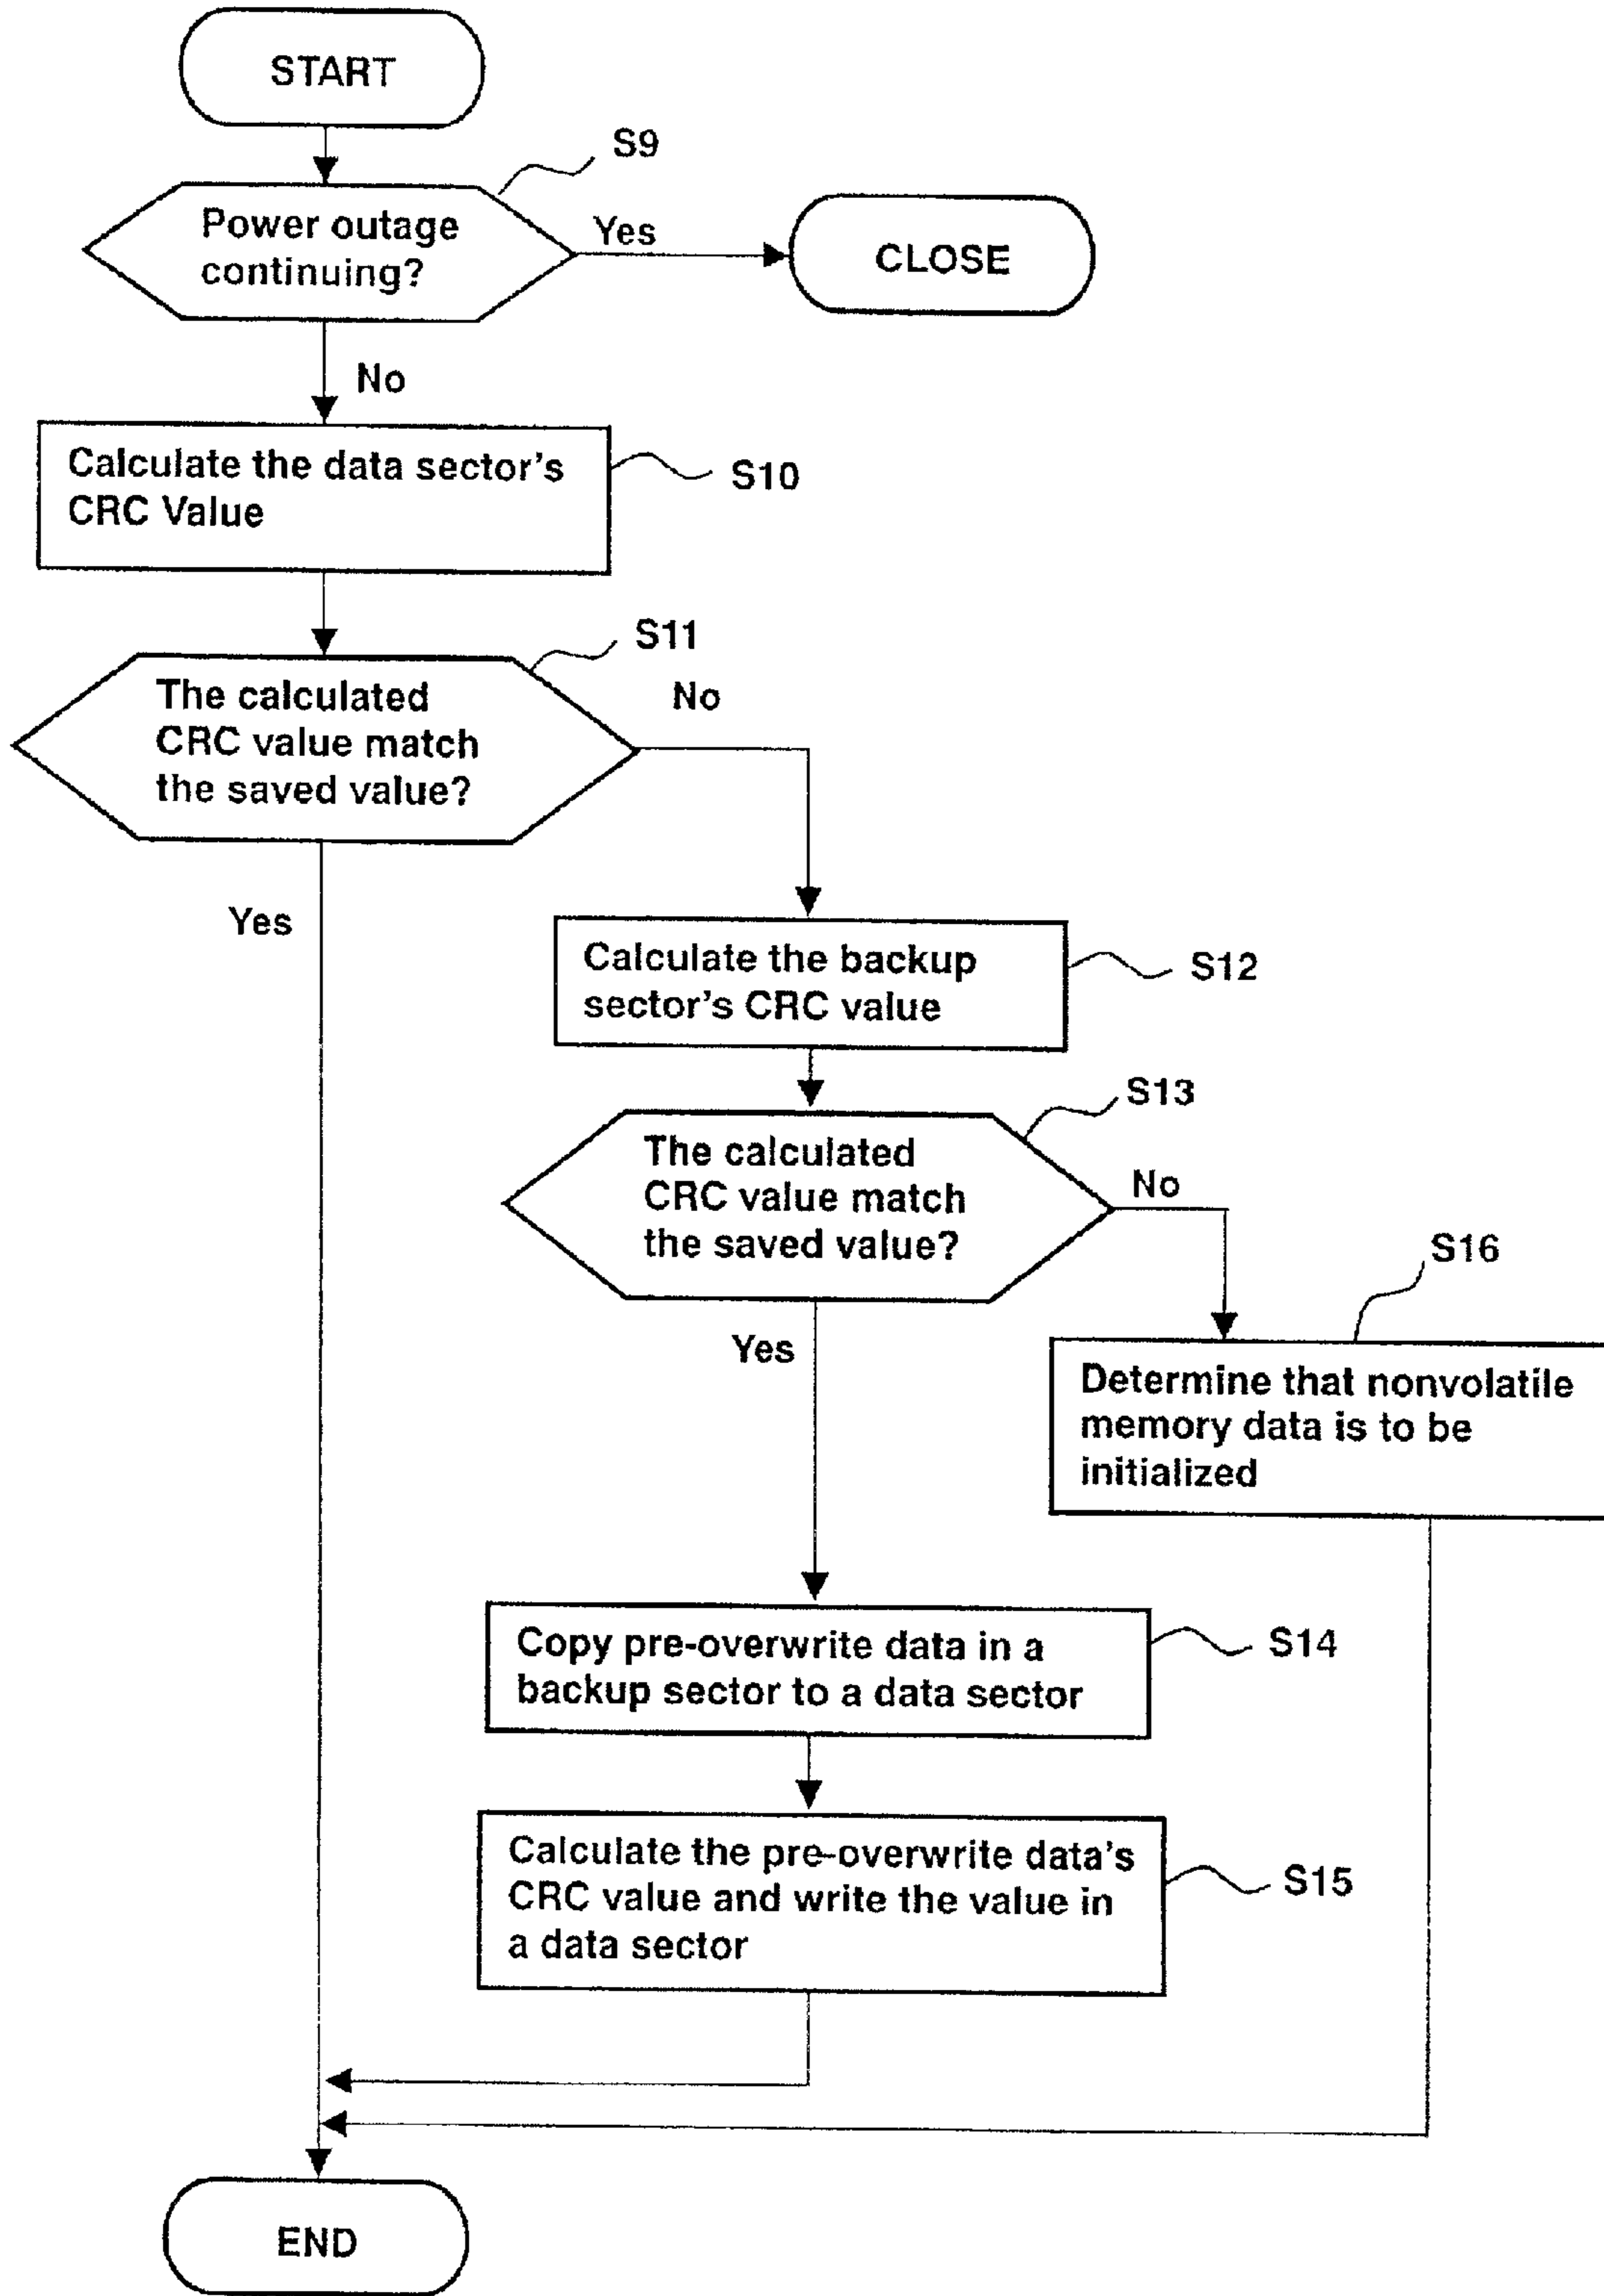 START
S9
Power outage
continuing?
Yes
CLOSE
No
Calculate the data sector's
CRC Value
S10
S11
The calculated
CRC value match
the saved value?
No
Yes
Calculate the backup
sector's CRC value
S12
S13
The calculated
CRC value match
the saved value?
No
S16
Yes
Determine that nonvolatile
memory data is to be
initialized
Copy pre-overwrite data in a
backup sector to a data sector
S14
Calculate the pre-overwrite data's
CRC value and write the value in
a data sector
S15
END